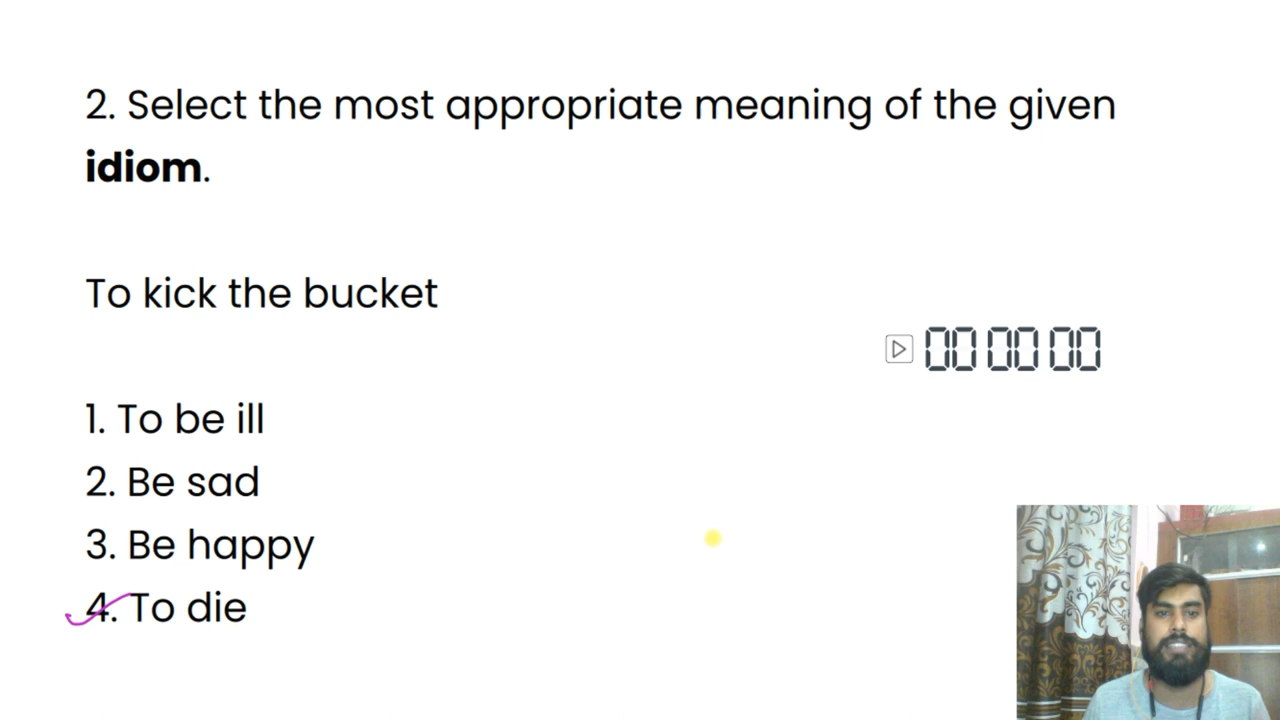 2. Select the most appropriate meaning of the given
idiom.
To kick the bucket
00 00 00
1. To be ill
2. Be sad
3. Be happy
4. To die